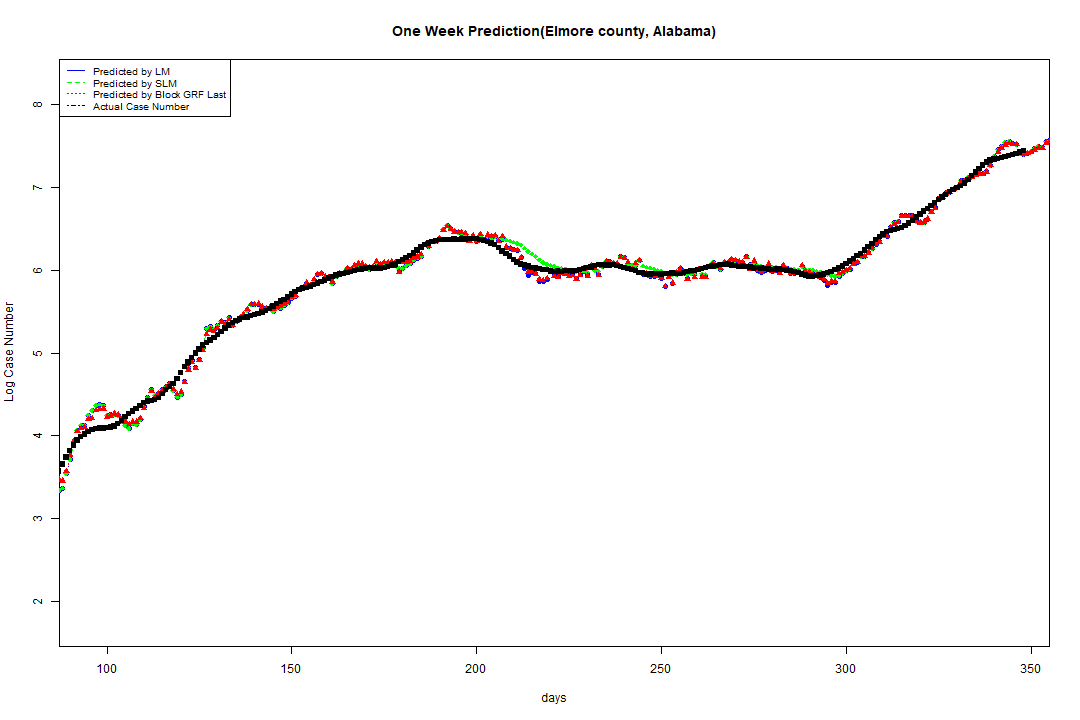 One Week Prediction(Elmore county, Alabama)
Predicted by LM
Predicted by SLM
Predicted by Block GRF Last
Actual Case Number
8
7
6
5
4
3
2
Log Case Number
100 150 200 250 300 350
days